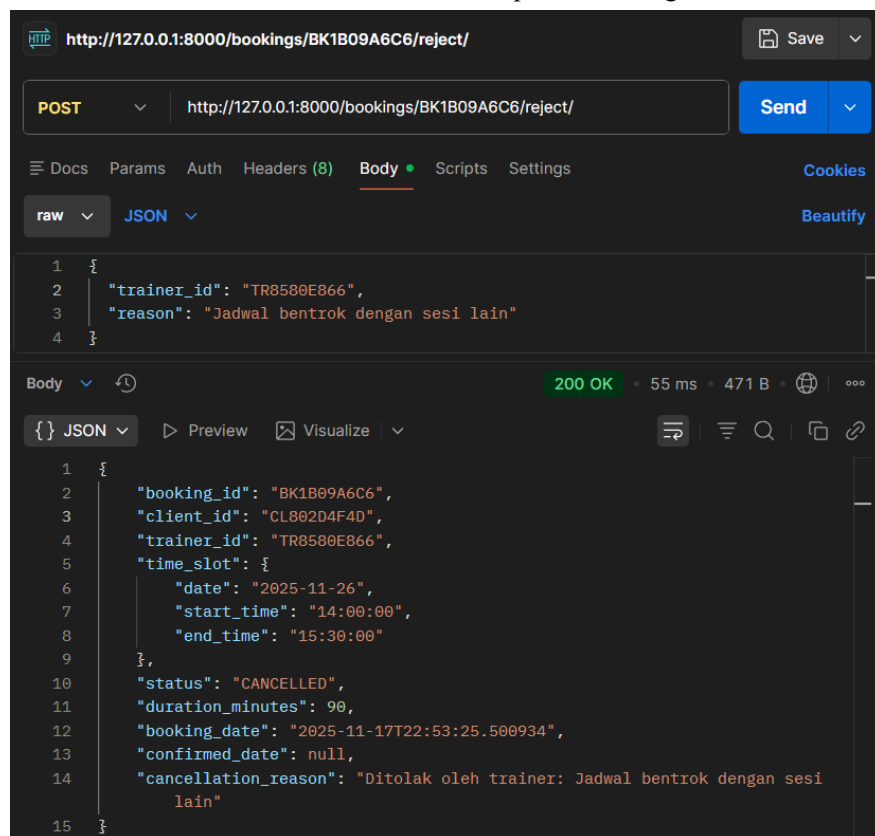 HTTP http://127.0.0.1:8000/bookings/BK1B09A6C6/reject/ Save
POST http://127.0.0.1:8000/bookings/BK1B09A6C6/reject/ Send
Docs Params Auth Headers (8) Body Scripts Settings Cookies
raw JSON Beautify
1 {
2 "trainer_id": "TR8580E866",
3 "reason": "Jadwal bentrok dengan sesi lain"
4 }
Body 200 OK 55 ms 471 B
{} JSON Preview Visualize
1 {
2 "booking_id": "BK1B09A6C6",
3 "client_id": "CL802D4F4D",
4 "trainer_id": "TR8580E866",
5 "time_slot": {
6 "date": "2025-11-26",
7 "start_time": "14:00:00",
8 "end_time": "15:30:00"
9 },
10 "status": "CANCELLED",
11 "duration_minutes": 90,
12 "booking_date": "2025-11-17T22:53:25.500934",
13 "confirmed_date": null,
14 "cancellation_reason": "Ditolak oleh trainer: Jadwal bentrok dengan sesi
lain"
15 }